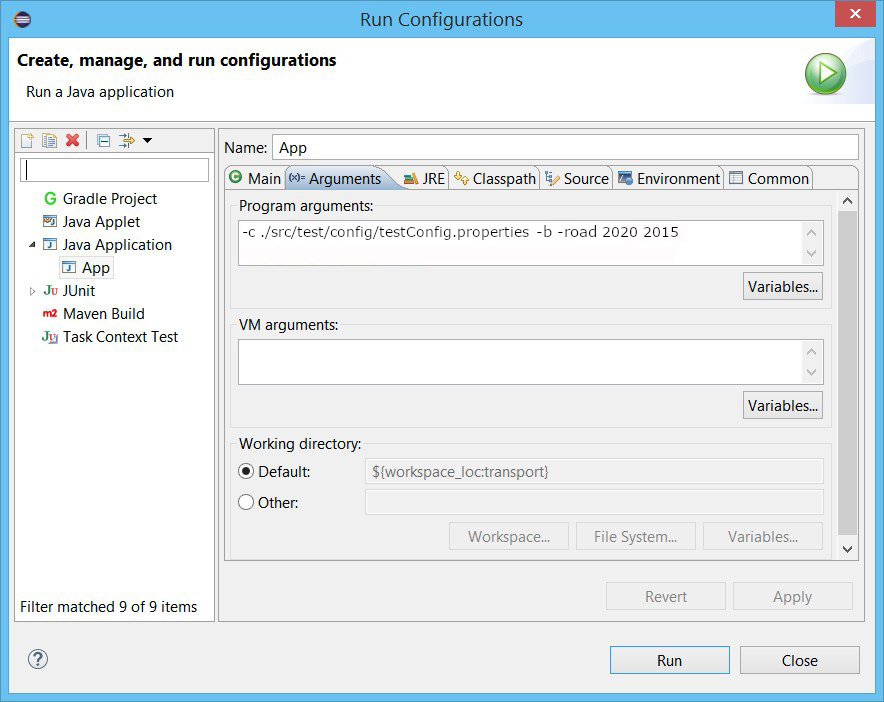 Run Configurations
Create, manage, and run configurations
Run a Java application
Name: App
Main (x)= Arguments JRE Classpath Source Environment Common
G Gradle Project
Java Applet
Java Application
App
JU JUnit
m2 Maven Build
Ju Task Context Test
Filter matched 9 of 9 items
Program arguments:
-c ./src/test/config/testConfig.properties -b -road 2020 2015
Variables...
VM arguments:
Variables...
Working directory:
Default: ${workspace_loc:transport}
Other:
Workspace... File System... Variables...
Revert Apply
? Run Close